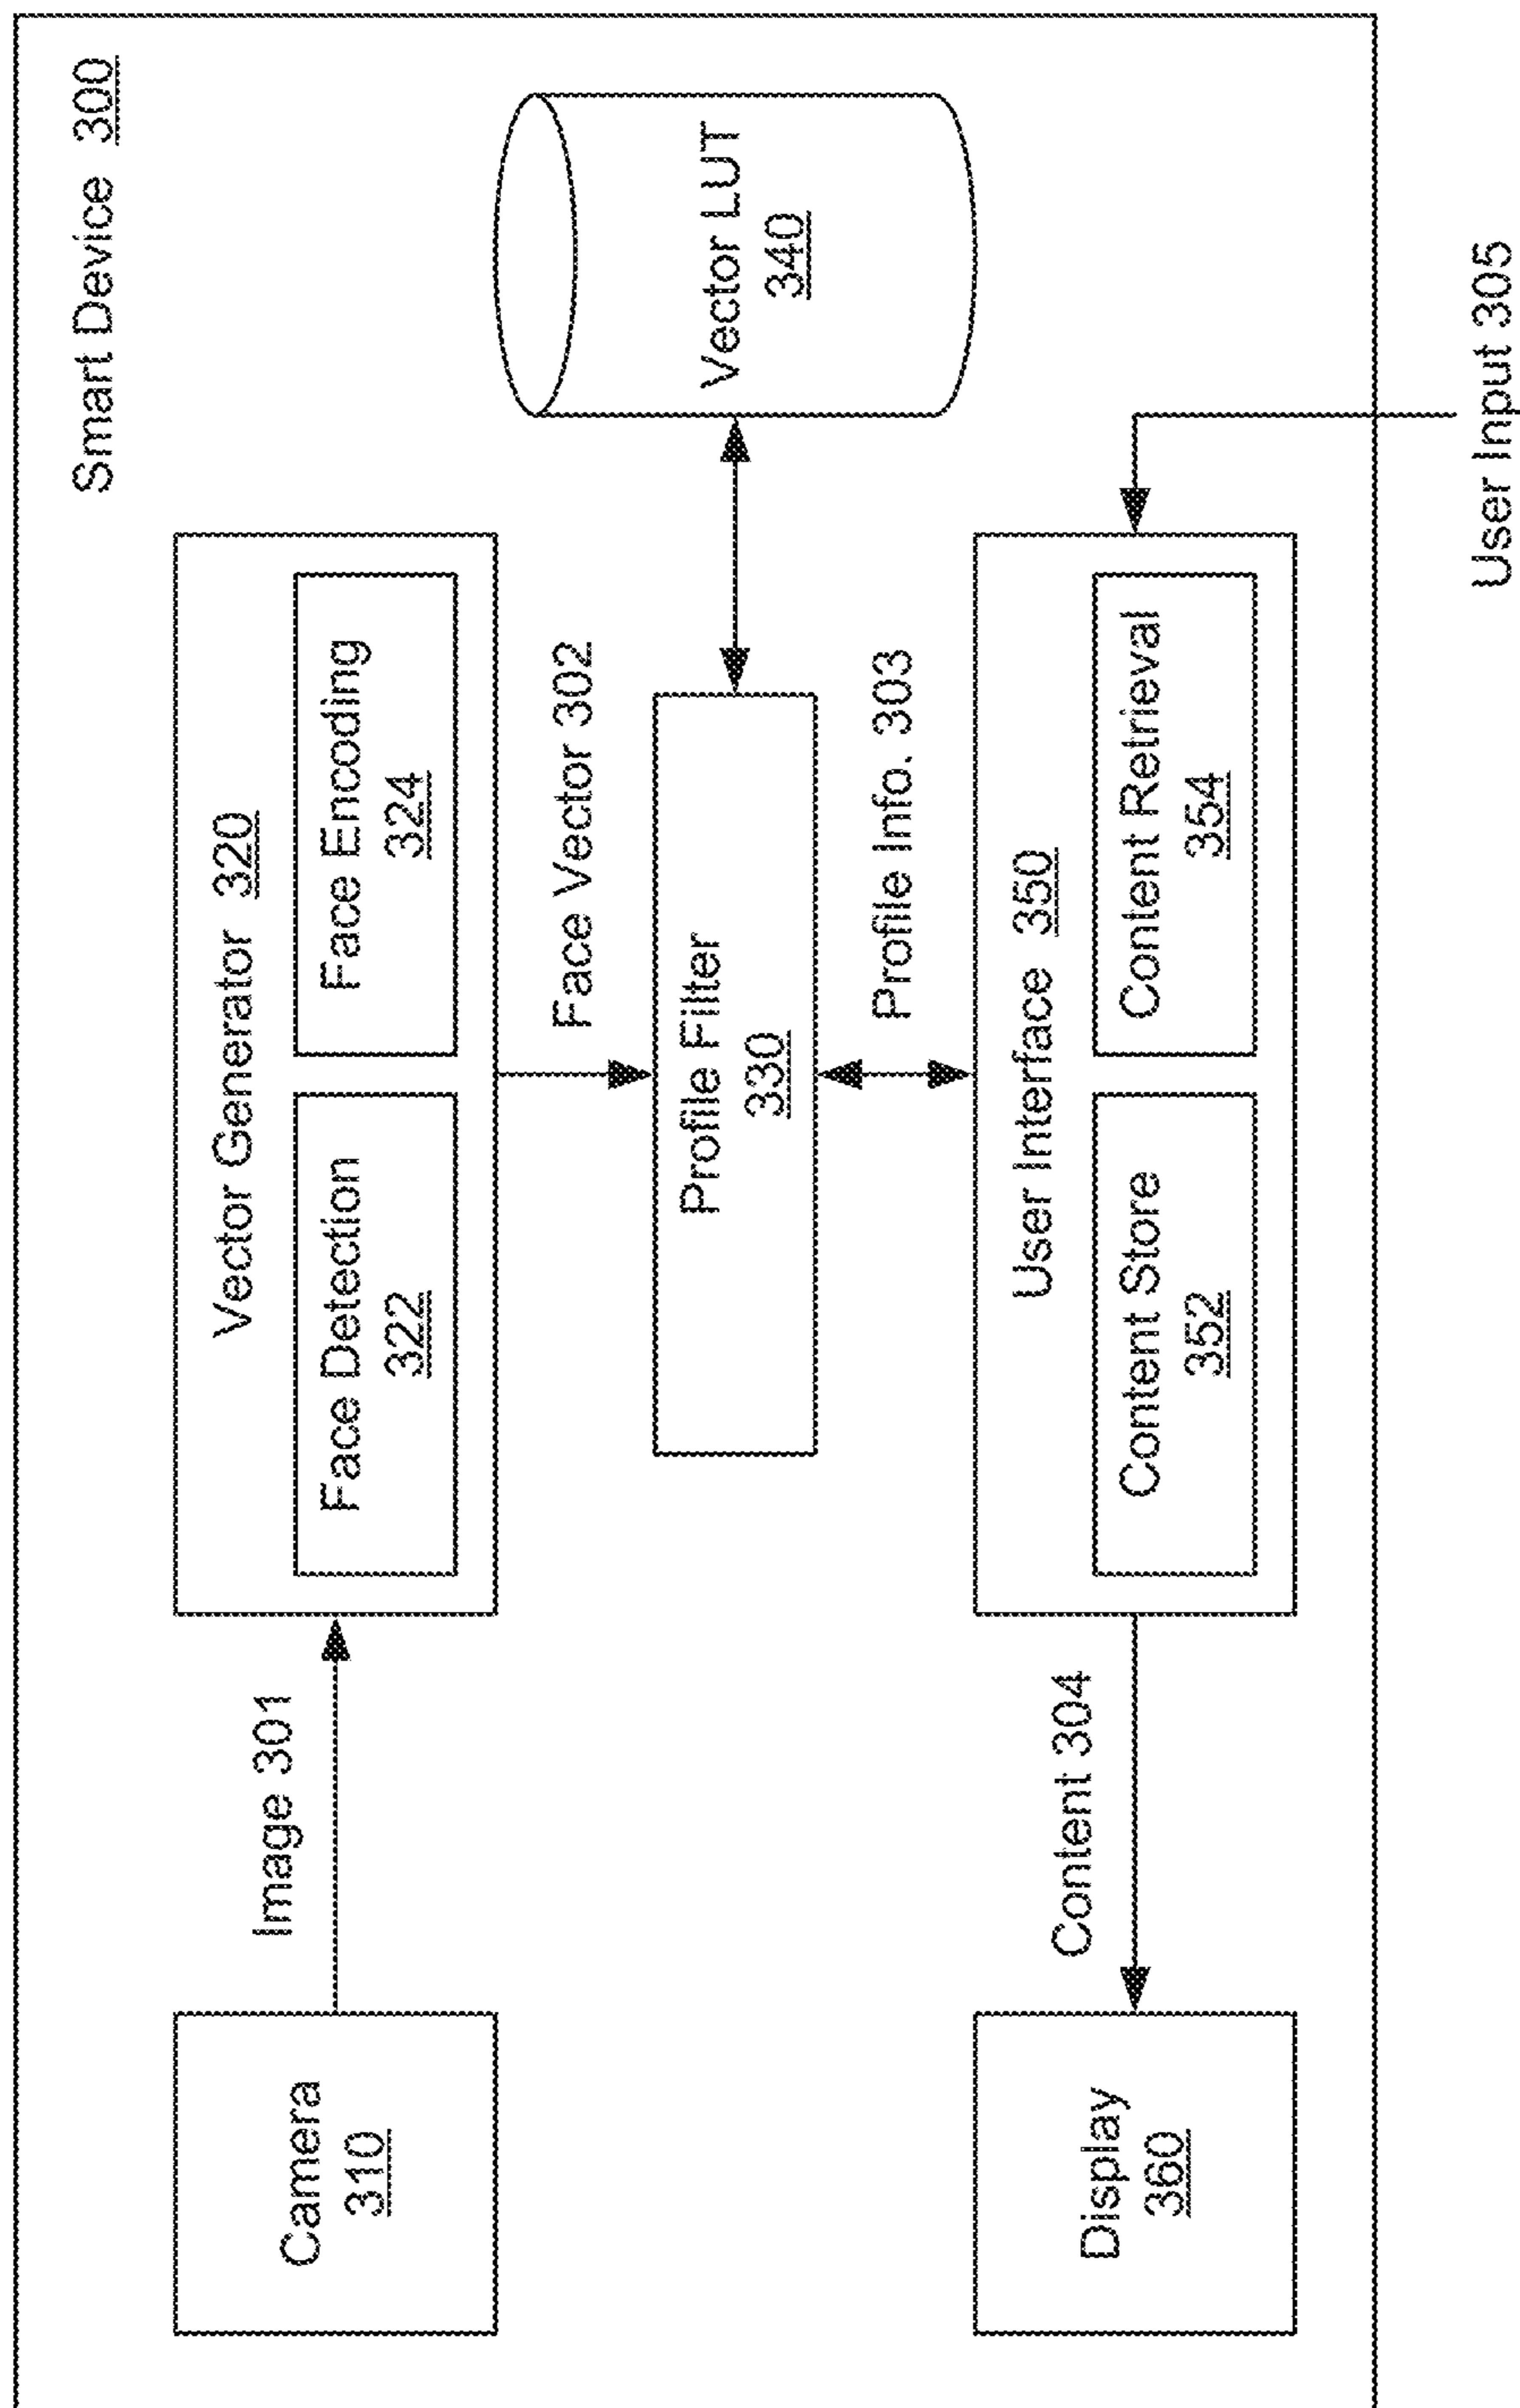 Smart Device 300
Camera
310
Image 301
Vector Generator 320
Face Detection
322
Face Encoding
324
Face Vector 302
Profile Filter
330
Vector LUT
340
Profile Info. 303
User Interface 350
Content Store
352
Content Retrieval
354
Content 304
Display
360
User Input 305